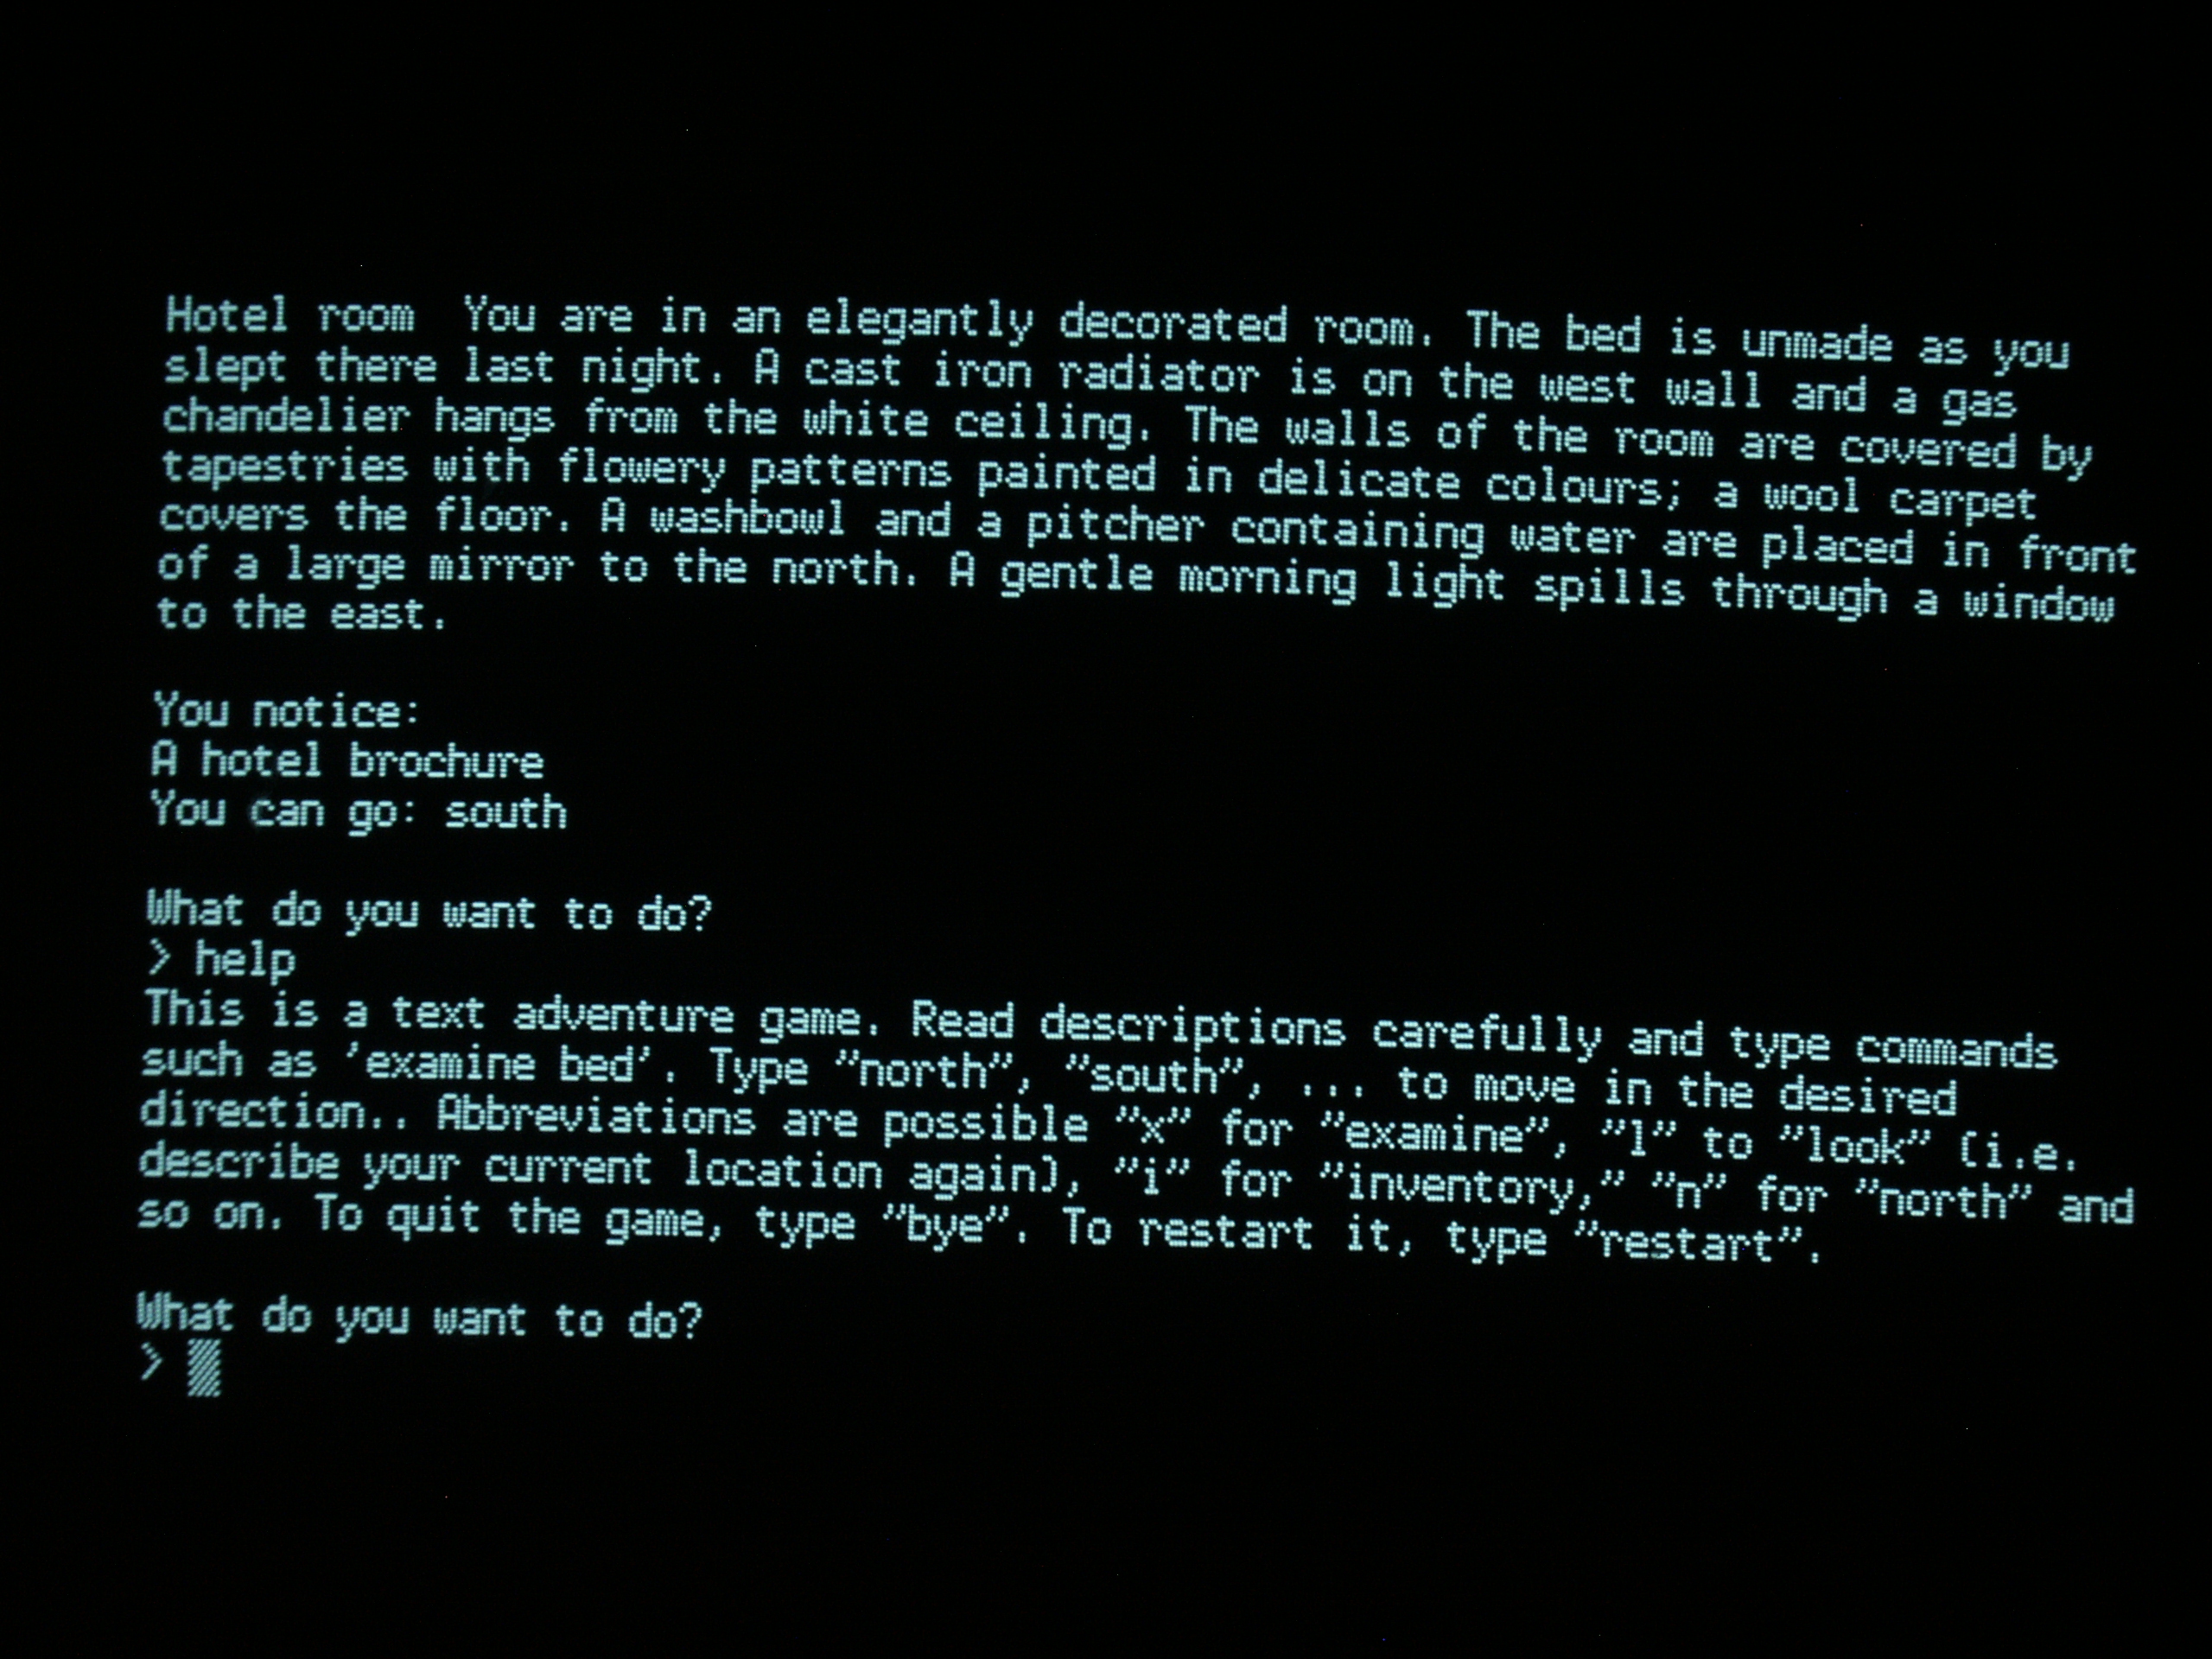 Hotel room  You are in an elegantly decorated room. The bed is unmade as you
slept there last night. A cast iron radiator is on the west wall and a gas
chandelier hangs from the white ceiling. The walls of the room are covered by
tapestries with flowery patterns painted in delicate colours; a wool carpet
covers the floor. A washbowl and a pitcher containing water are placed in front
of a large mirror to the north. A gentle morning light spills through a window
to the east.

You notice:
A hotel brochure
You can go: south

What do you want to do?
> help
This is a text adventure game. Read descriptions carefully and type commands
such as 'examine bed'. Type "north", "south", ... to move in the desired
direction.. Abbreviations are possible "x" for "examine", "l" to "look" (i.e.
describe your current location again), "i" for "inventory," "n" for "north" and
so on. To quit the game, type "bye". To restart it, type "restart".

What do you want to do?
>